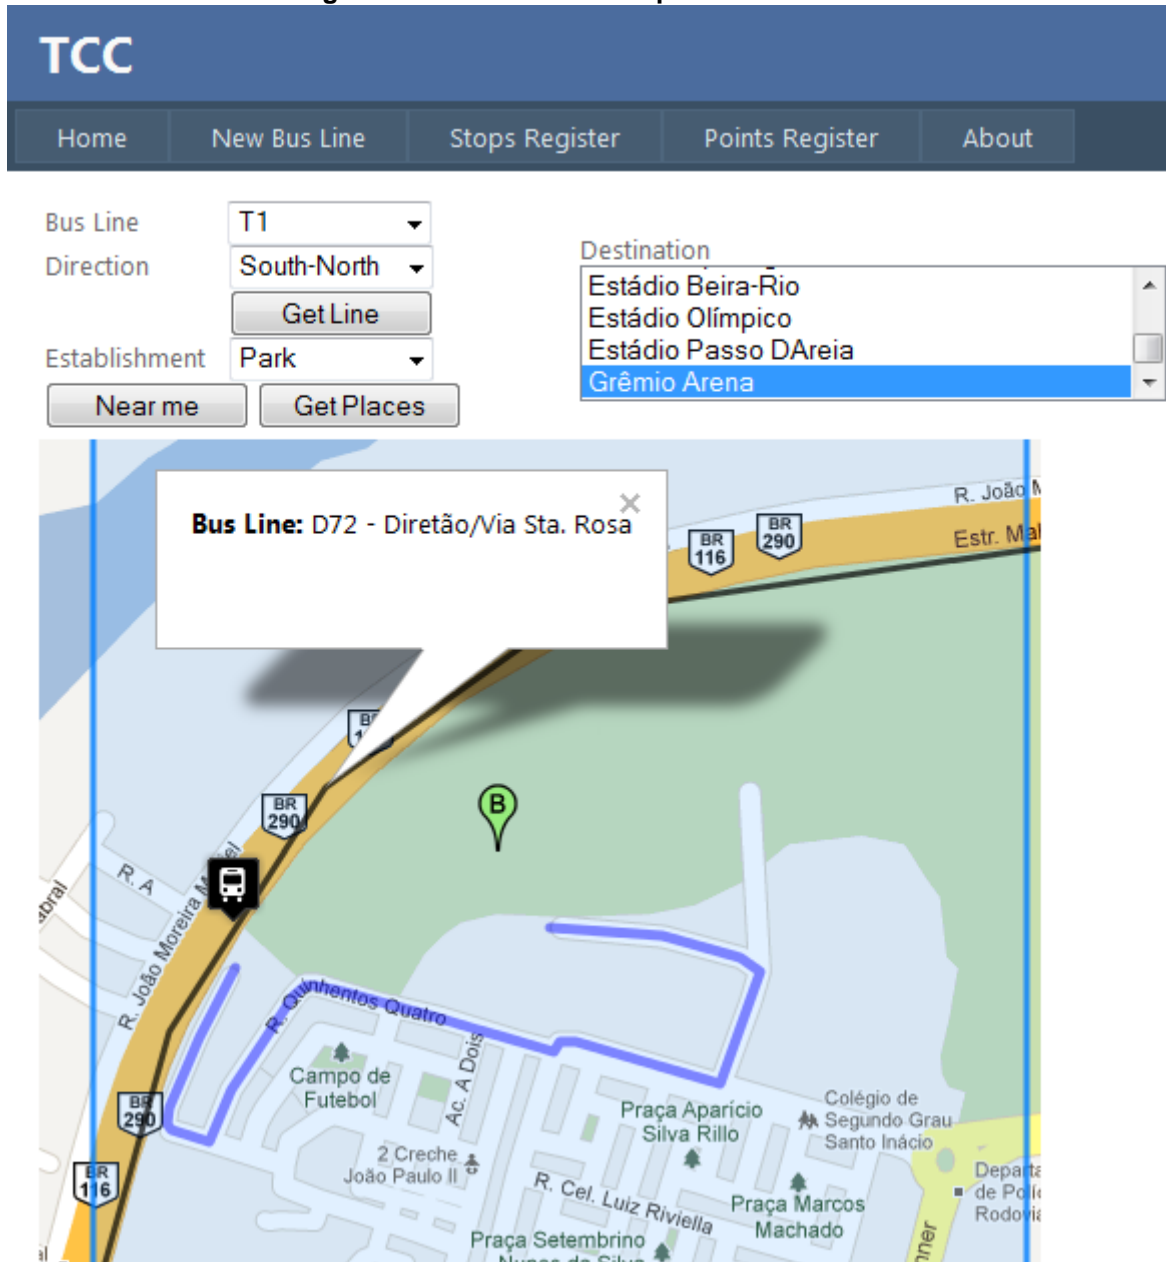 TCC
Home New Bus Line Stops Register Points Register About
Bus Line T1
Direction South-North
Get Line
Establishment Park
Near me Get Places
Destination
Estádio Beira-Rio
Estádio Olímpico
Estádio Passo DAreia
Grêmio Arena
Bus Line: D72 - Diretão/Via Sta. Rosa
×
R. João
BR
116
BR
290
Estr.
BR
290
B
R. A
R. João Moreira
R. Quinhentos Quatro
Campo de
Futebol
Ac. A Dois
BR
290
BR
116
2 Creche
João Paulo II
Praça Aparício
Silva Rillo
Colégio de
Segundo Grau
Santo Inácio
R. Cel. Luiz Riviella
Praça Marcos
Machado
de
Praça Setembrino